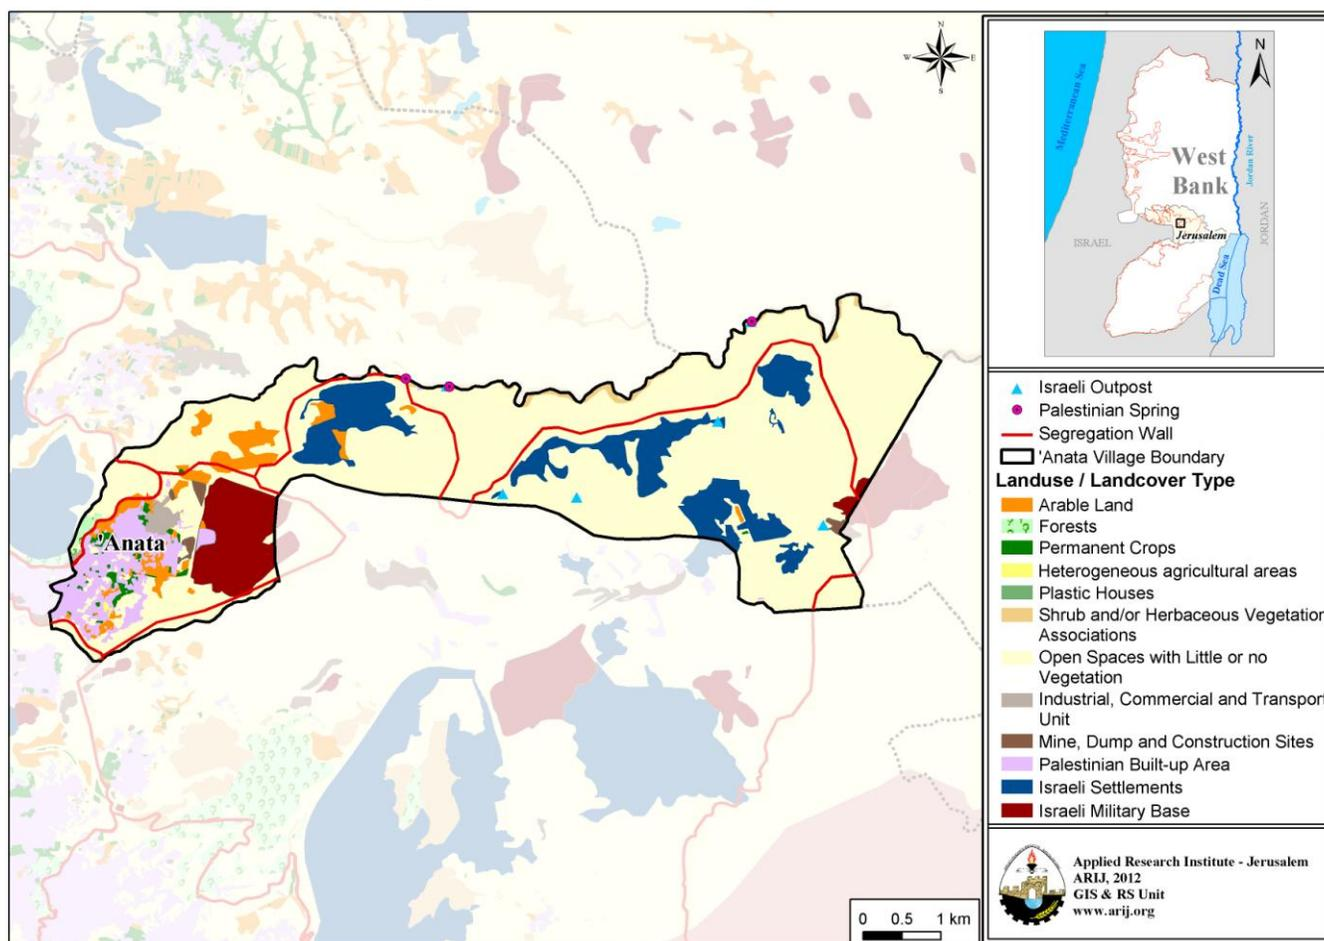 N
W
E
S
'Anata
0 0.5 1 km
N
Mediterranean Sea
West
Bank
Jordan River
JORDAN
ISRAEL
Jerusalem
Dead Sea
Israeli Outpost
Palestinian Spring
Segregation Wall
'Anata Village Boundary
Landuse / Landcover Type
Arable Land
Forests
Permanent Crops
Heterogeneous agricultural areas
Plastic Houses
Shrub and/or Herbaceous Vegetation
Associations
Open Spaces with Little or no
Vegetation
Industrial, Commercial and Transport
Unit
Mine, Dump and Construction Sites
Palestinian Built-up Area
Israeli Settlements
Israeli Military Base
Applied Research Institute - Jerusalem
ARIJ, 2012
GIS & RS Unit
www.arij.org